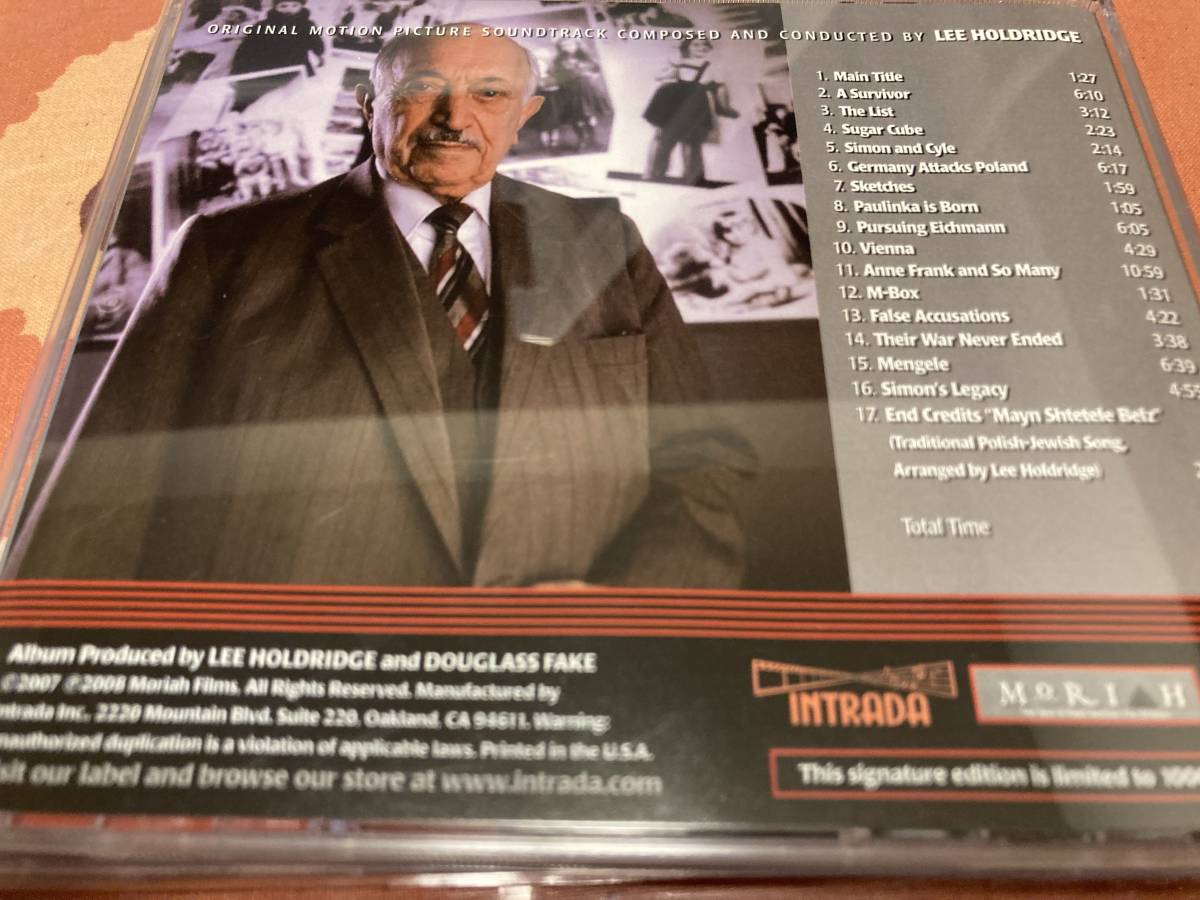 ORIGINAL MOTION PICTURE SOUNDTRACK COMPOSED AND CONDUCTED BY LEE HOLDRIDGE
1. Main Title 1:27
2. A Survivor 6:10
3. The List 3:12
4. Sugar Cube 2:23
5. Simon and Cyle 2:14
6. Germany Attacks Poland 6:17
7. Sketches 1:59
8. Paulinka is Born 1:05
9. Pursuing Eichmann 6:05
10. Vienna 4:29
11. Anne Frank and So Many 10:59
12. M-Box 1:31
13. False Accusations 4:22
14. Their War Never Ended 3:38
15. Mengele 6:39
16. Simon's Legacy
17. End Credits "Mayn Shtetele Belz"
(Traditional Polish-Jewish Song,
Arranged by Lee Holdridge)
Total Time
Album Produced by LEE HOLDRIDGE and DOUGLASS FAKE
©2007 ℗2008 Moriah Films. All Rights Reserved. Manufactured by
Inc. 2220 Mountain Blvd. Suite 220, Oakland, CA 94611. Warning:
duplication is a violation of applicable laws. Printed in the U.S.A.
our label and browse our store at www.intrada.com
INTRADA
MORIAH
This signature edition is limited to